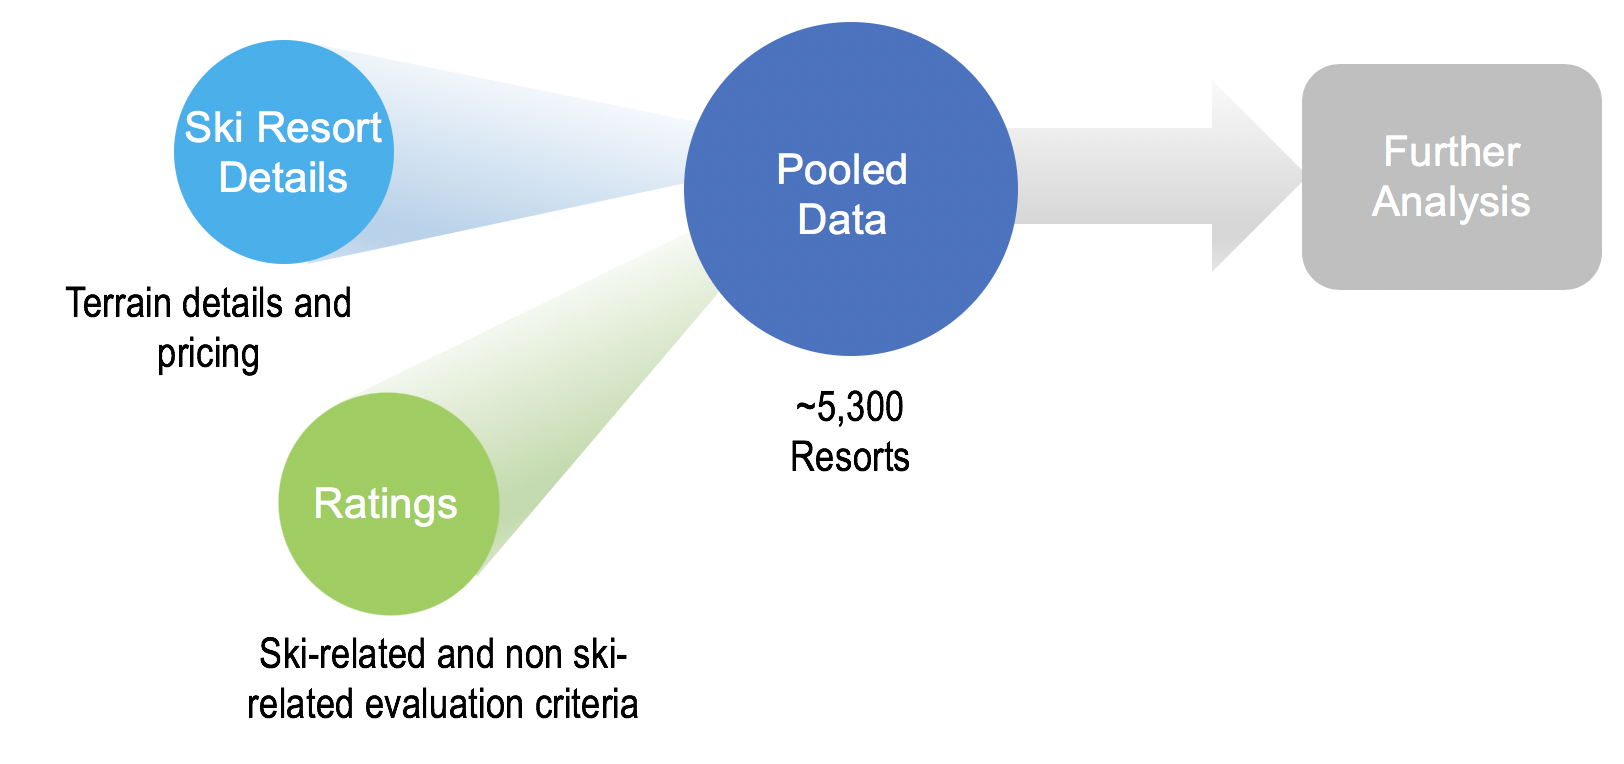 Ski Resort
Details
Terrain details and
pricing
Ratings
Ski-related and non ski-
related evaluation criteria
Pooled
Data
~5,300
Resorts
Further
Analysis